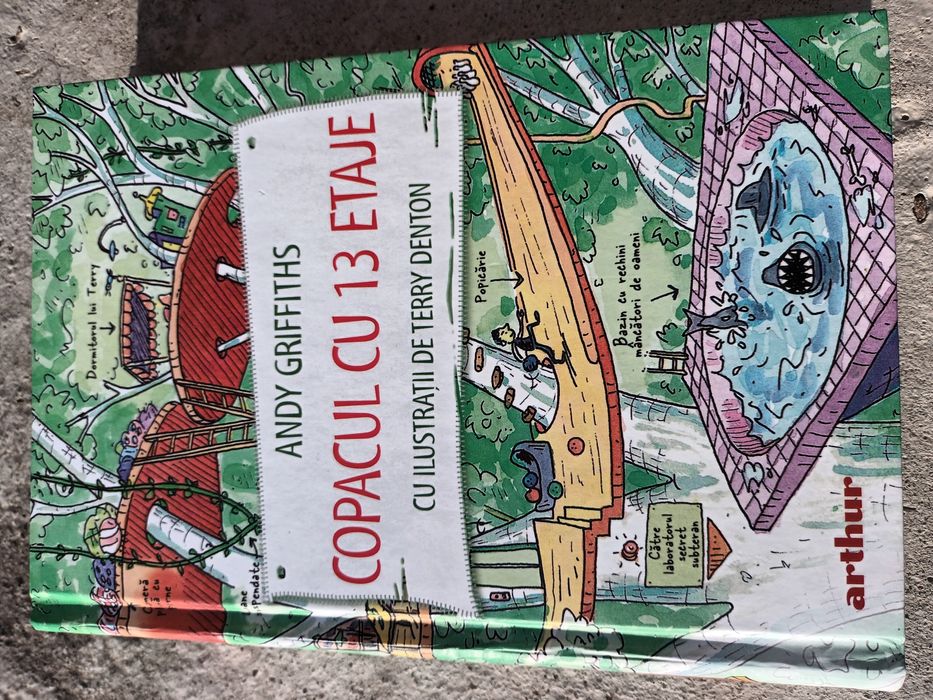 ANDY GRIFFITHS
COPACUL CU 13 ETAJE
CU ILUSTRAȚII DE TERRY DENTON
Dormitorul lui Terry
Popicărie
Bazin cu rechini
mâncători de oameni
Către
laboratorul
secret
subteran
arthur